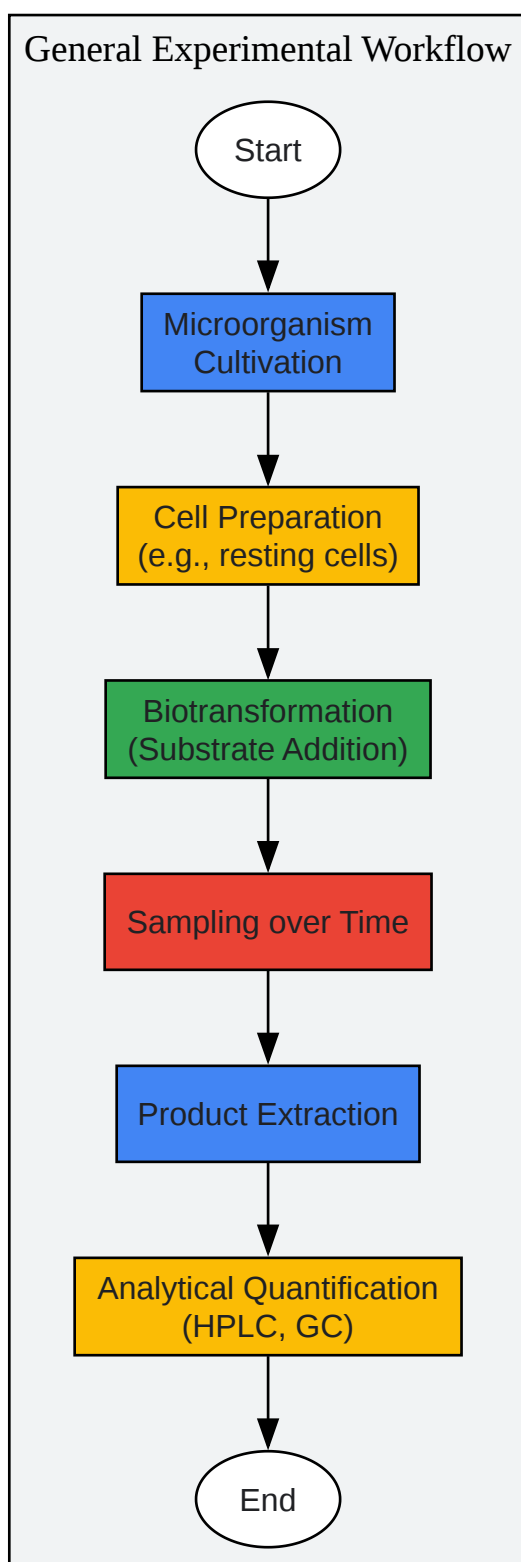 General Experimental Workflow
Start
Microorganism
Cultivation
Cell Preparation
(e.g., resting cells)
Biotransformation
(Substrate Addition)
Sampling over Time
Product Extraction
Analytical Quantification
(HPLC, GC)
End